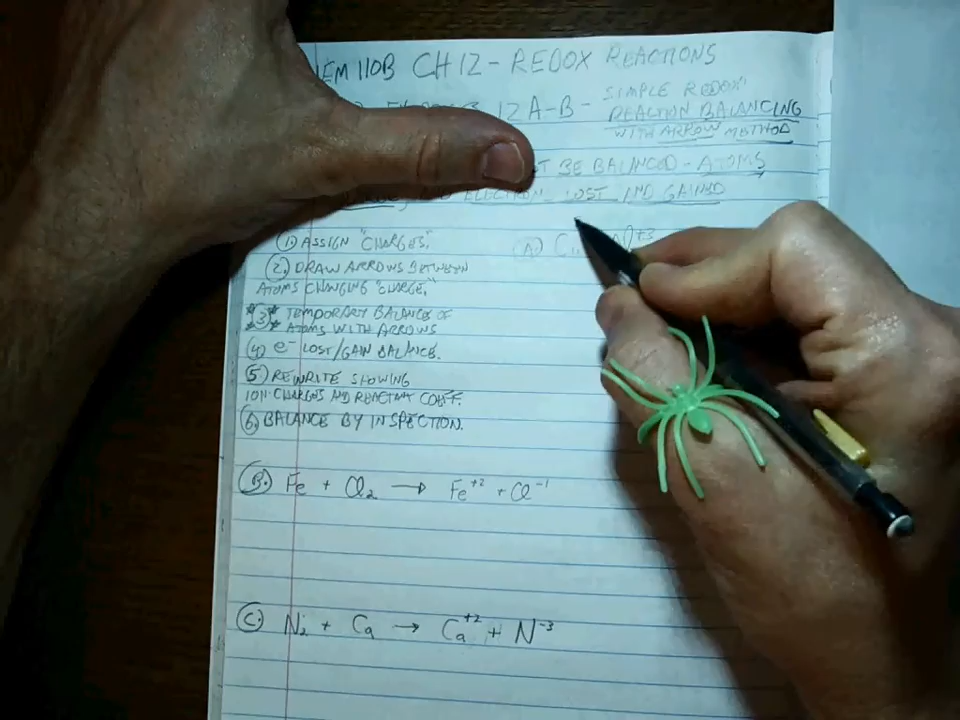 EM 110B CH 12 - REDOX REACTIONS
12 A-B - SIMPLE REDOX
REACTION BALANCING
WITH ARROW METHOD
BE BALANCED - ATOMS
ELECTRON LOST AND GAINED
(1) ASSIGN "CHARGES."
(2.) DRAW ARROWS BETWEEN
ATOMS CHANGING "CHARGE."
*(3)* TEMPORARY BALANCE OF
ATOMS WITH ARROWS
(4) e⁻ LOST/GAIN BALANCE.
(5) REWRITE SHOWING
ION CHARGES AND REACTANT COEFF.
(6.) BALANCE BY INSPECTION.
(A)
(B.) Fe + Cl₂ → Fe⁺² + Cl⁻¹
(C.) N₂ + Ca → Ca⁺² + N⁻³